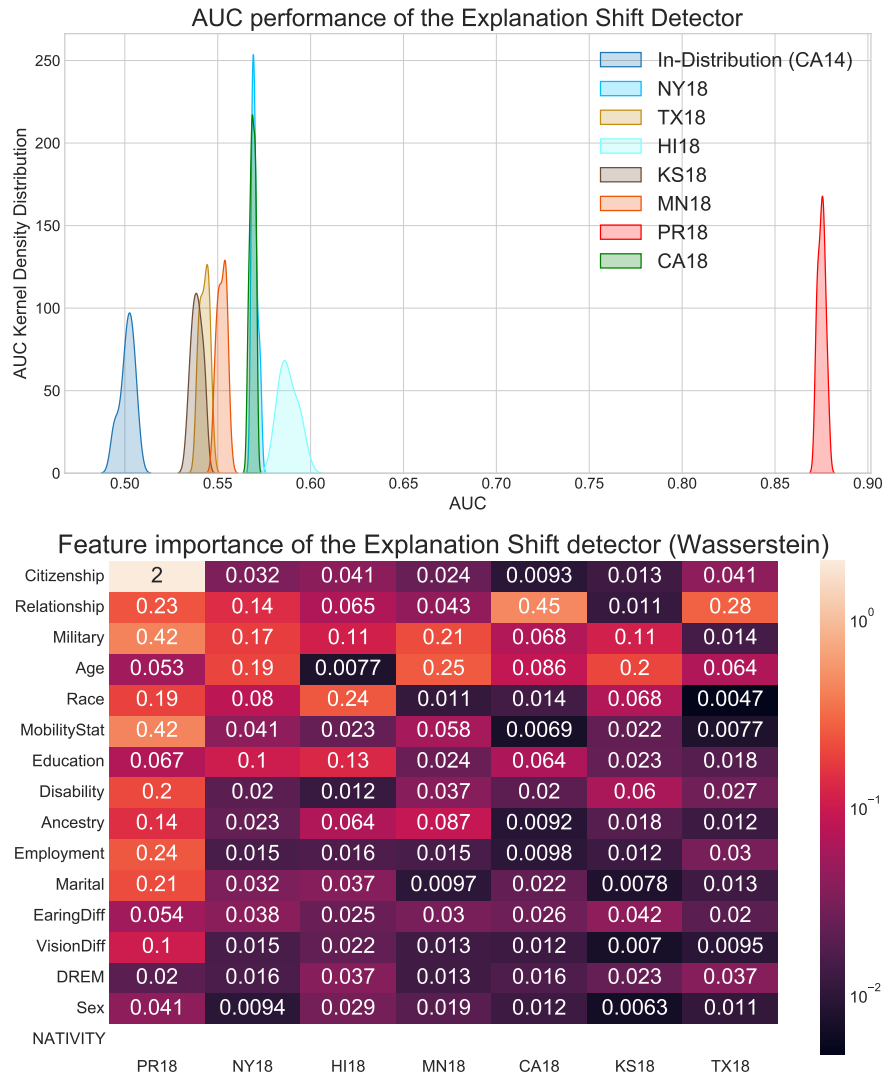 AUC performance of the Explanation Shift Detector
AUC Kernel Density Distribution
250
200
150
100
50
0
In-Distribution (CA14)
NY18
TX18
HI18
KS18
MN18
PR18
CA18
0.50 0.55 0.60 0.65 0.70 0.75 0.80 0.85 0.90
AUC
Feature importance of the Explanation Shift detector (Wasserstein)
Citizenship 2 0.032 0.041 0.024 0.0093 0.013 0.041
Relationship 0.23 0.14 0.065 0.043 0.45 0.011 0.28
Military 0.42 0.17 0.11 0.21 0.068 0.11 0.014
Age 0.053 0.19 0.0077 0.25 0.086 0.2 0.064
Race 0.19 0.08 0.24 0.011 0.014 0.068 0.0047
MobilityStat 0.42 0.041 0.023 0.058 0.0069 0.022 0.0077
Education 0.067 0.1 0.13 0.024 0.064 0.023 0.018
Disability 0.2 0.02 0.012 0.037 0.02 0.06 0.027
Ancestry 0.14 0.023 0.064 0.087 0.0092 0.018 0.012
Employment 0.24 0.015 0.016 0.015 0.0098 0.012 0.03
Marital 0.21 0.032 0.037 0.0097 0.022 0.0078 0.013
EaringDiff 0.054 0.038 0.025 0.03 0.026 0.042 0.02
VisionDiff 0.1 0.015 0.022 0.013 0.012 0.007 0.0095
DREM 0.02 0.016 0.037 0.013 0.016 0.023 0.037
Sex 0.041 0.0094 0.029 0.019 0.012 0.0063 0.011
NATIVITY
PR18 NY18 HI18 MN18 CA18 KS18 TX18
10⁰
10⁻¹
10⁻²